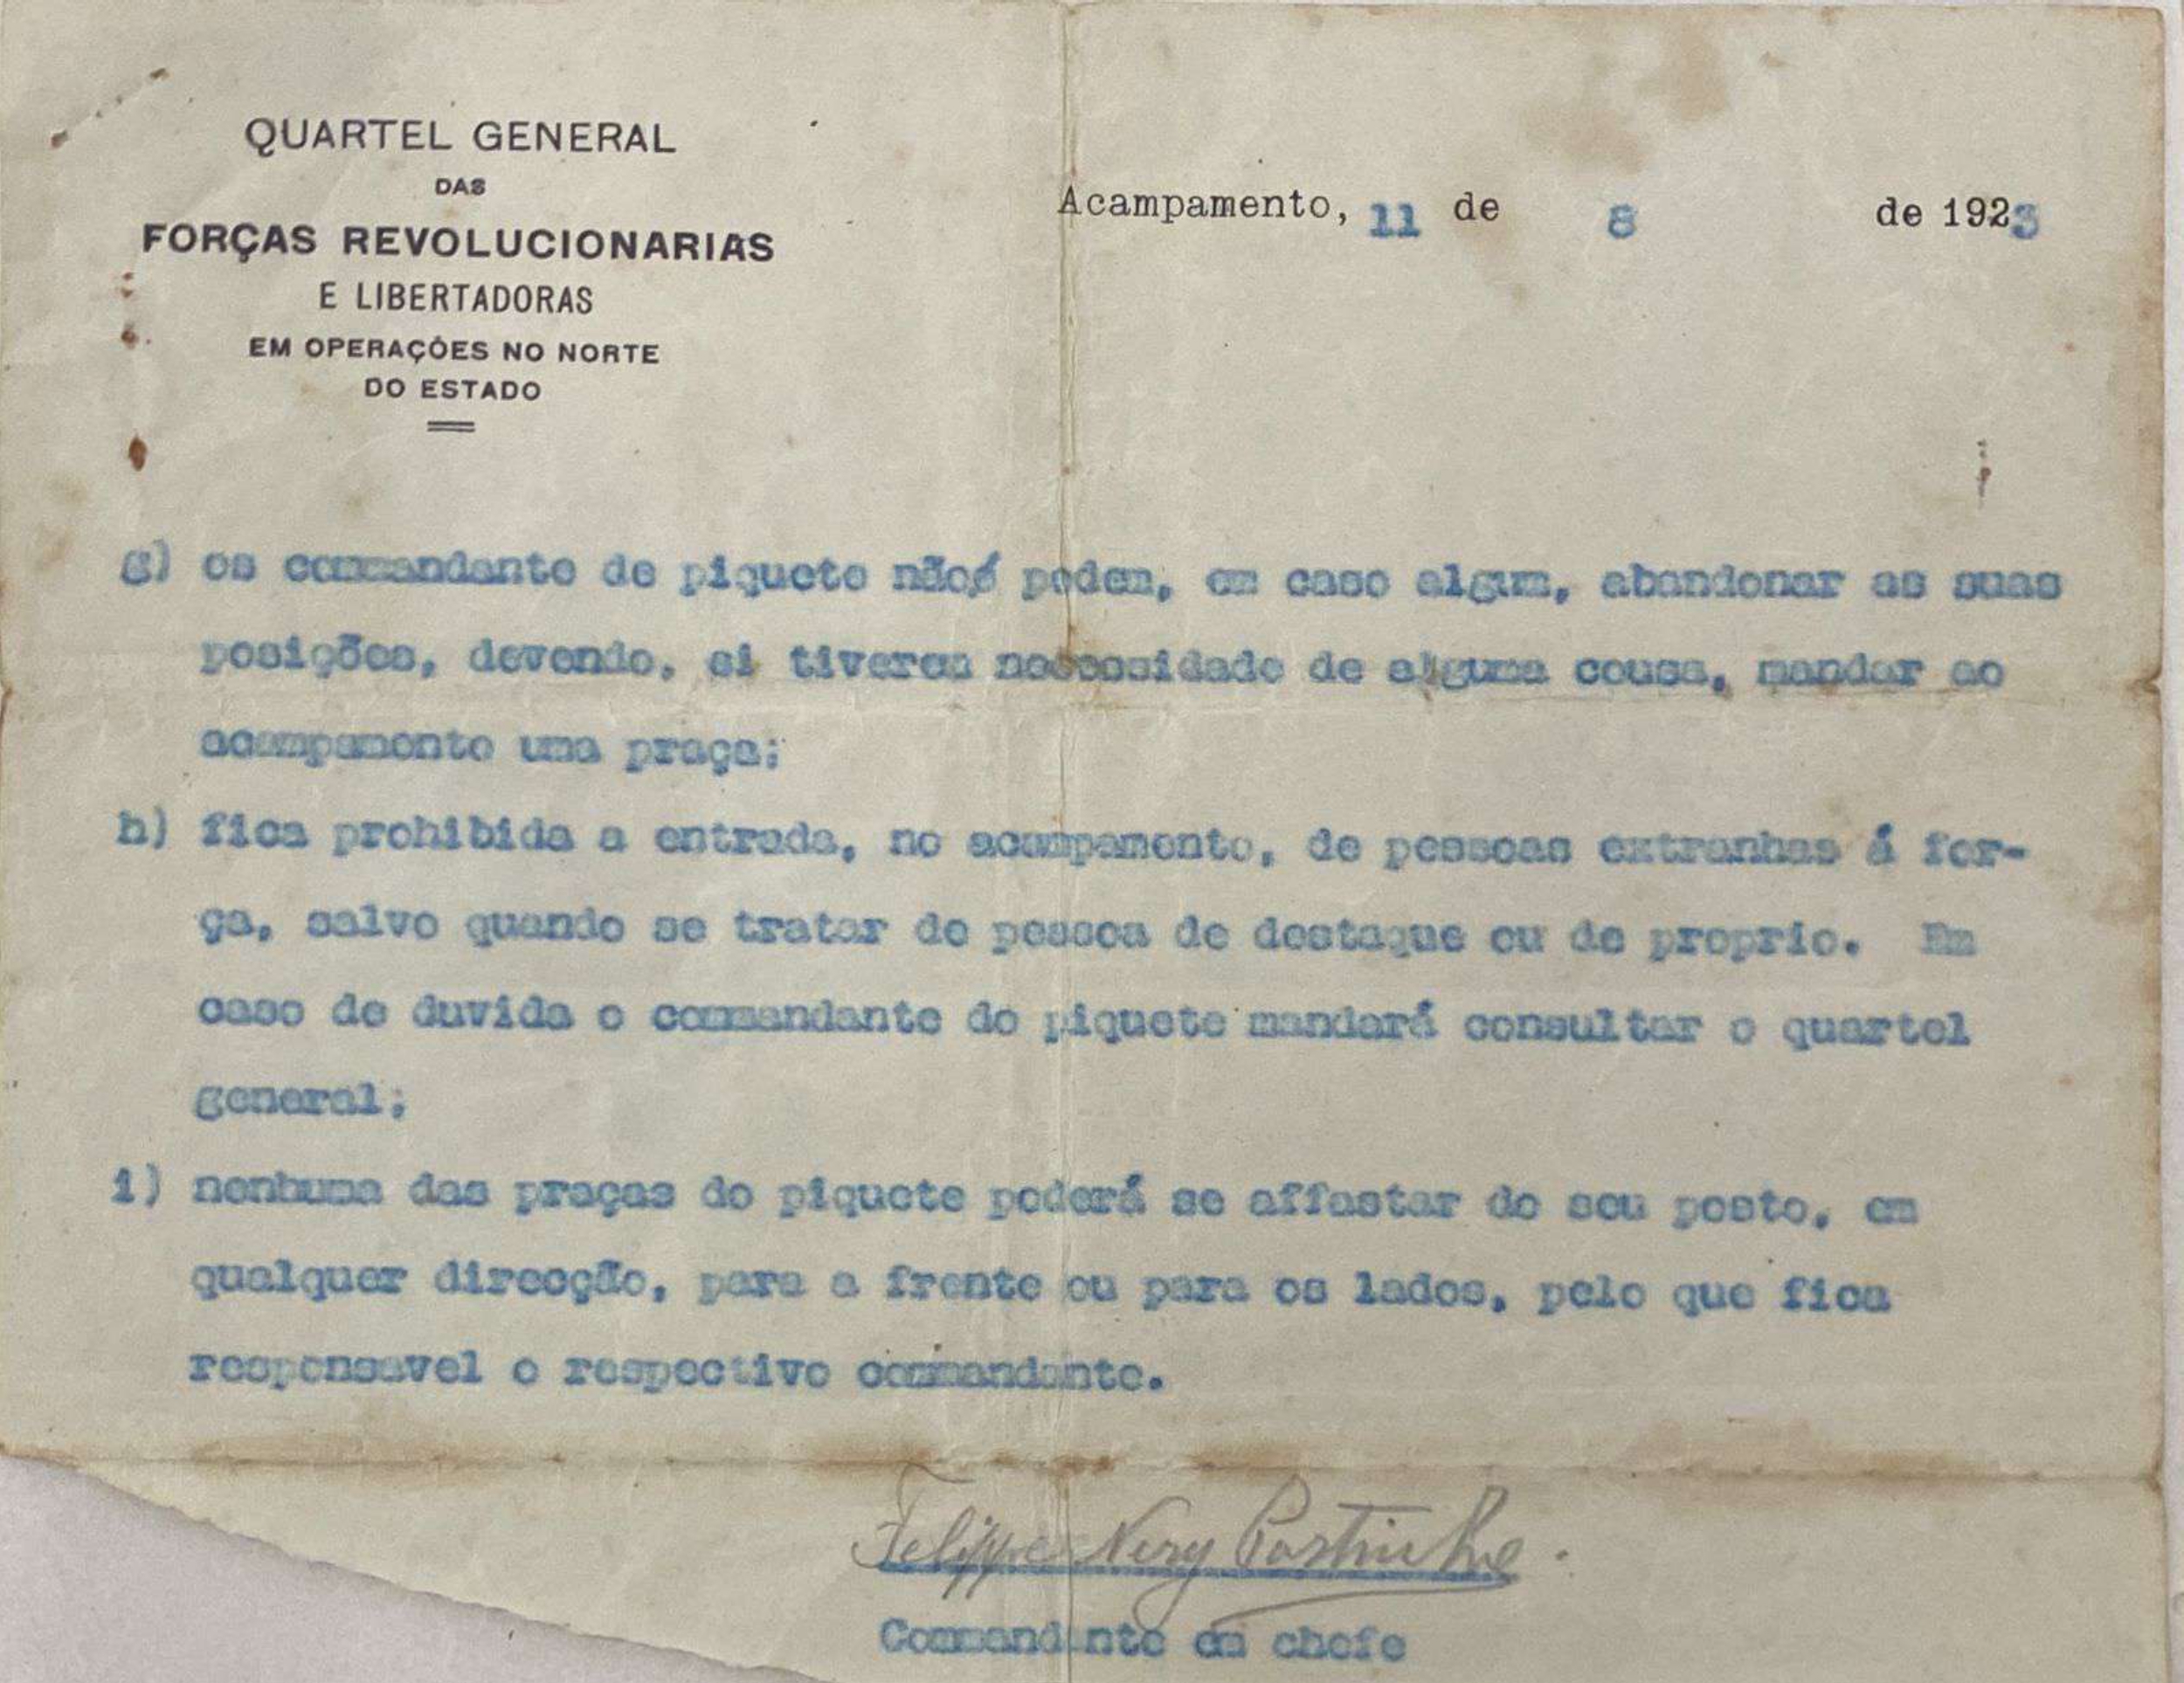 QUARTEL GENERAL
DAS
FORÇAS REVOLUCIONARIAS
E LIBERTADORAS
EM OPERAÇÕES NO NORTE
DO ESTADO
Acampamento, 11 de 8 de 1923
g) os commandante de piquete não podem, em caso algum, abandonar as suas
posições, devendo, si tiverem necessidade de alguma cousa, mandar ao
acampamento uma praça;
h) fica prohibida a entrada, no acampamento, de pessoas extranhas á for-
ça, salvo quando se tratar de pessoa de destaque ou de proprio. Em
caso de duvida o commandante do piquete mandará consultar o quartel
general;
i) nenhuma das praças do piquete poderá se affastar do seu posto, em
qualquer direcção, para a frente ou para os lados, pelo que fica
responsavel o respectivo commandante.
Felippe Nery Portinho.
Commandante em chefe